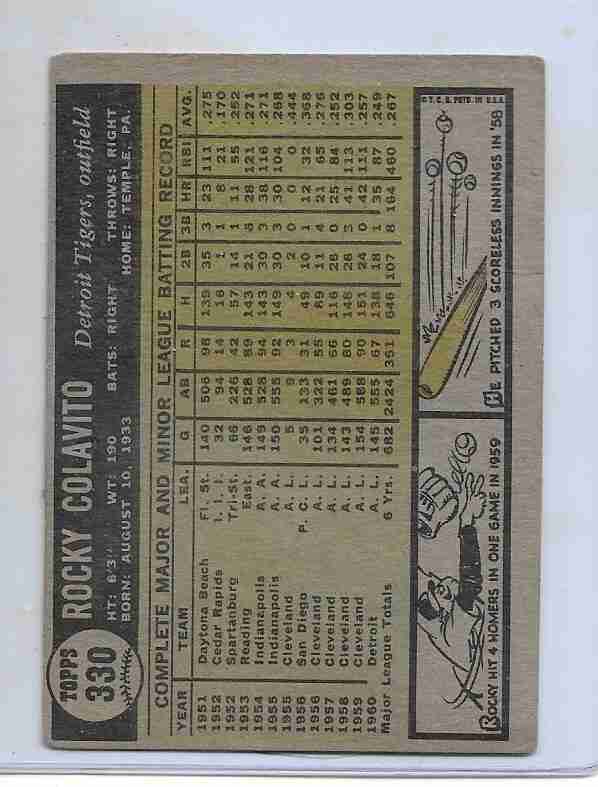 TOPPS
330
ROCKY COLAVITO Detroit Tigers, outfield
HT: 6'3" WT: 190 BATS: RIGHT THROWS: RIGHT
BORN: AUGUST 10, 1933 HOME: TEMPLE, PA.
COMPLETE MAJOR AND MINOR LEAGUE BATTING RECORD
YEAR TEAM LEA. G AB R H 2B 3B HR RBI AVG.
1951 Daytona Beach Fl. St. 140 506 98 139 35 3 23 111 .275
1952 Cedar Rapids I. I. I. 32 94 14 16 1 1 8 21 .170
1952 Spartanburg Tri-St. 66 226 42 57 14 1 11 55 .252
1953 Reading East. 146 528 89 143 21 28 121 .271
1954 Indianapolis A. A. 149 528 94 143 30 3 38 116 .271
1955 Indianapolis A. A. 150 555 92 149 30 3 30 104 .268
1955 Cleveland A. L. 5 9 3 4 2 0 0 0 .444
1956 San Diego P. C. L. 35 133 31 49 10 1 12 32 .368
1956 Cleveland A. L. 101 322 55 89 11 4 21 65 .276
1957 Cleveland A. L. 134 461 66 116 26 25 84 .252
1958 Cleveland A. L. 143 489 80 148 26 3 41 113 .303
1959 Cleveland A. L. 154 588 90 151 24 0 42 111 .257
1960 Detroit A. L. 145 555 67 138 18 1 35 87 .249
Major League Totals 6 Yrs. 682 2424 361 646 107 8 164 460 .267
ROCKY HIT 4 HOMERS IN ONE GAME IN 1959
© T. C. G. PRTD. IN U.S.A.
HE PITCHED 3 SCORELESS INNINGS IN '58